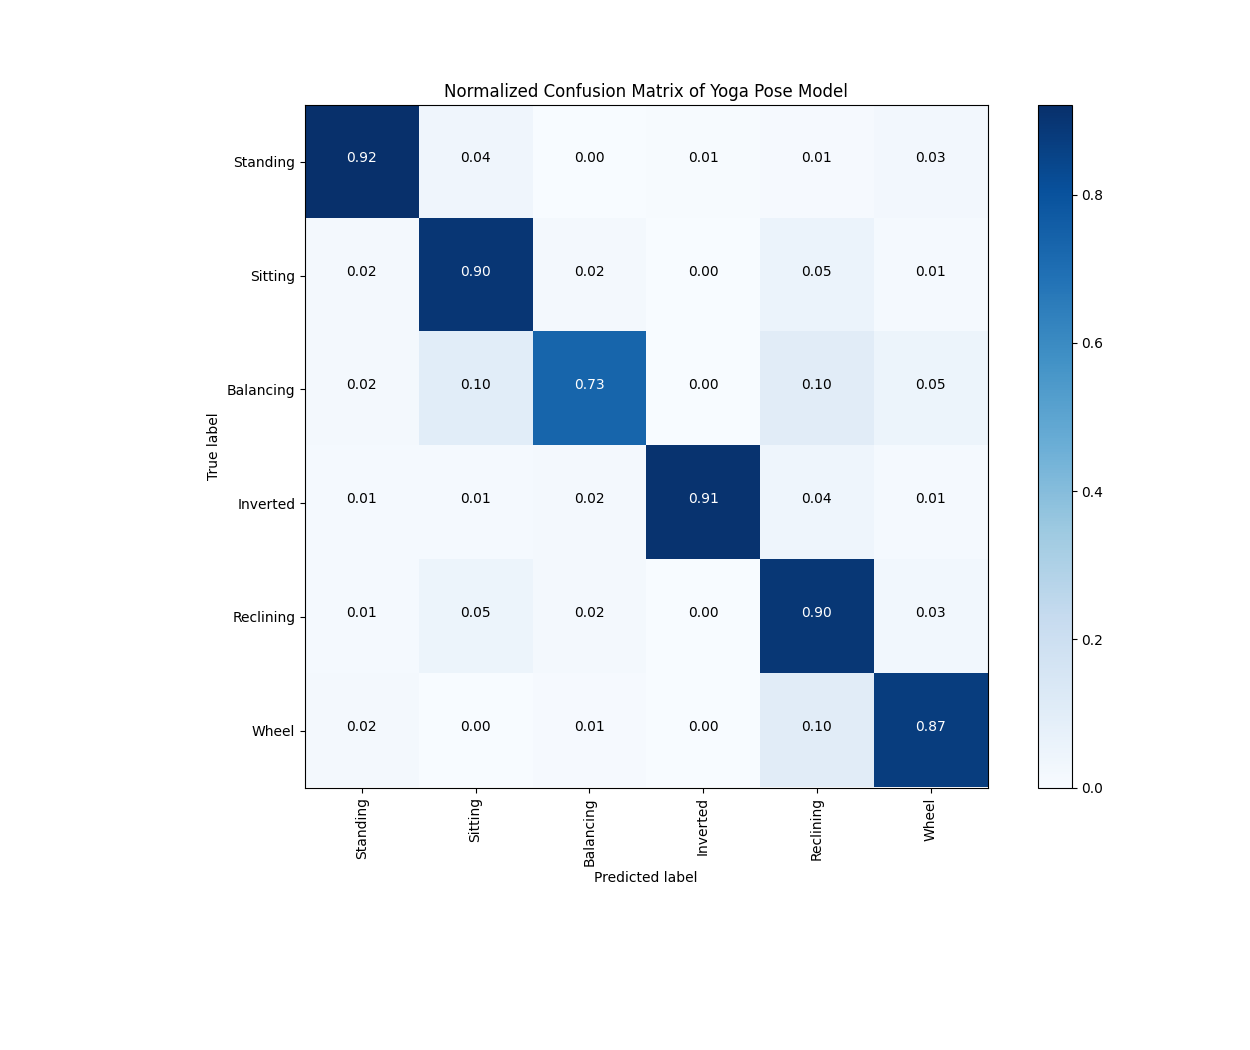 Normalized Confusion Matrix of Yoga Pose Model
Standing 0.92 0.04 0.00 0.01 0.01 0.03
Sitting 0.02 0.90 0.02 0.00 0.05 0.01
Balancing 0.02 0.10 0.73 0.00 0.10 0.05
Inverted 0.01 0.01 0.02 0.91 0.04 0.01
Reclining 0.01 0.05 0.02 0.00 0.90 0.03
Wheel 0.02 0.00 0.01 0.00 0.10 0.87
True label
Standing Sitting Balancing Inverted Reclining Wheel
Predicted label
0.8
0.6
0.4
0.2
0.0